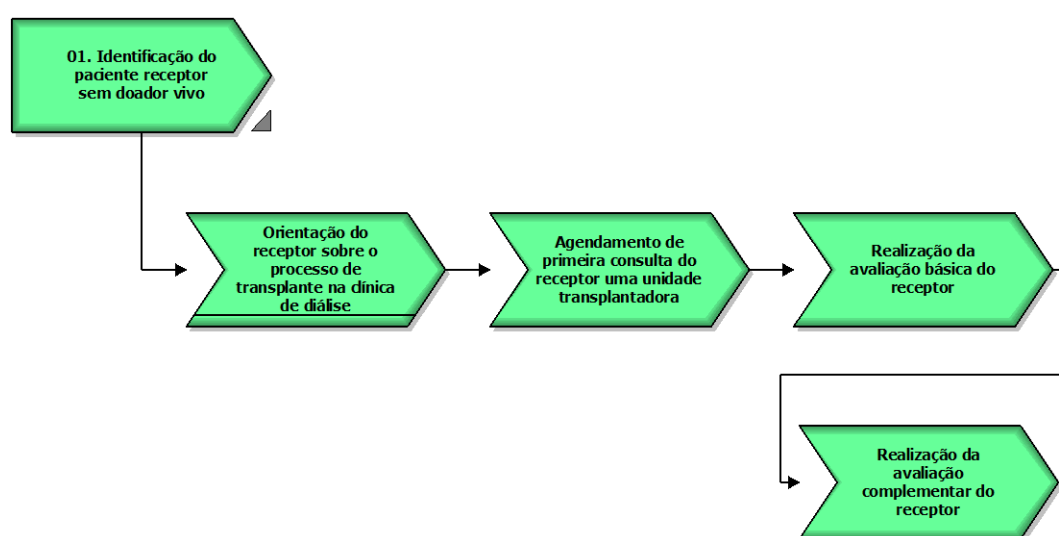 01. Identificação do
paciente receptor
sem doador vivo
Orientação do
receptor sobre o
processo de
transplante na clínica
de diálise
Agendamento de
primeira consulta do
receptor uma unidade
transplantadora
Realização da
avaliação básica do
receptor
Realização da
avaliação
complementar do
receptor